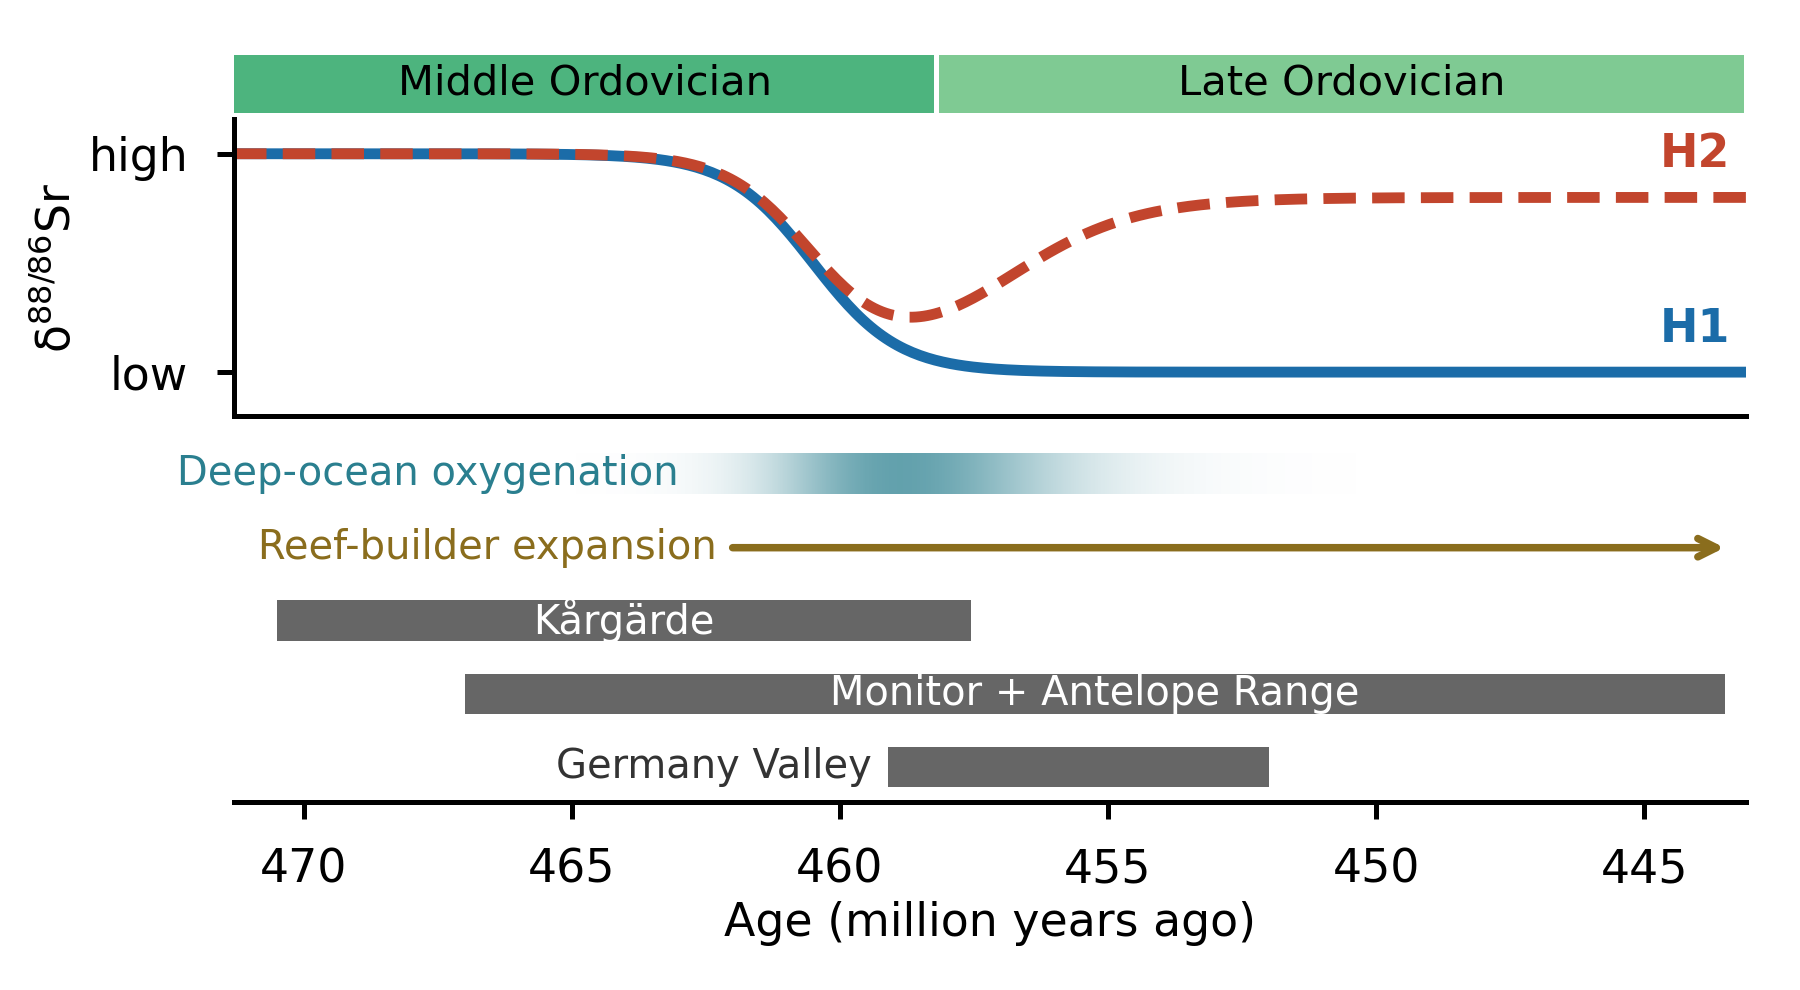 Middle Ordovician
Late Ordovician
high
low
δ88/86Sr
H2
H1
Deep-ocean oxygenation
Reef-builder expansion
Kårgärde
Monitor + Antelope Range
Germany Valley
470
465
460
455
450
445
Age (million years ago)